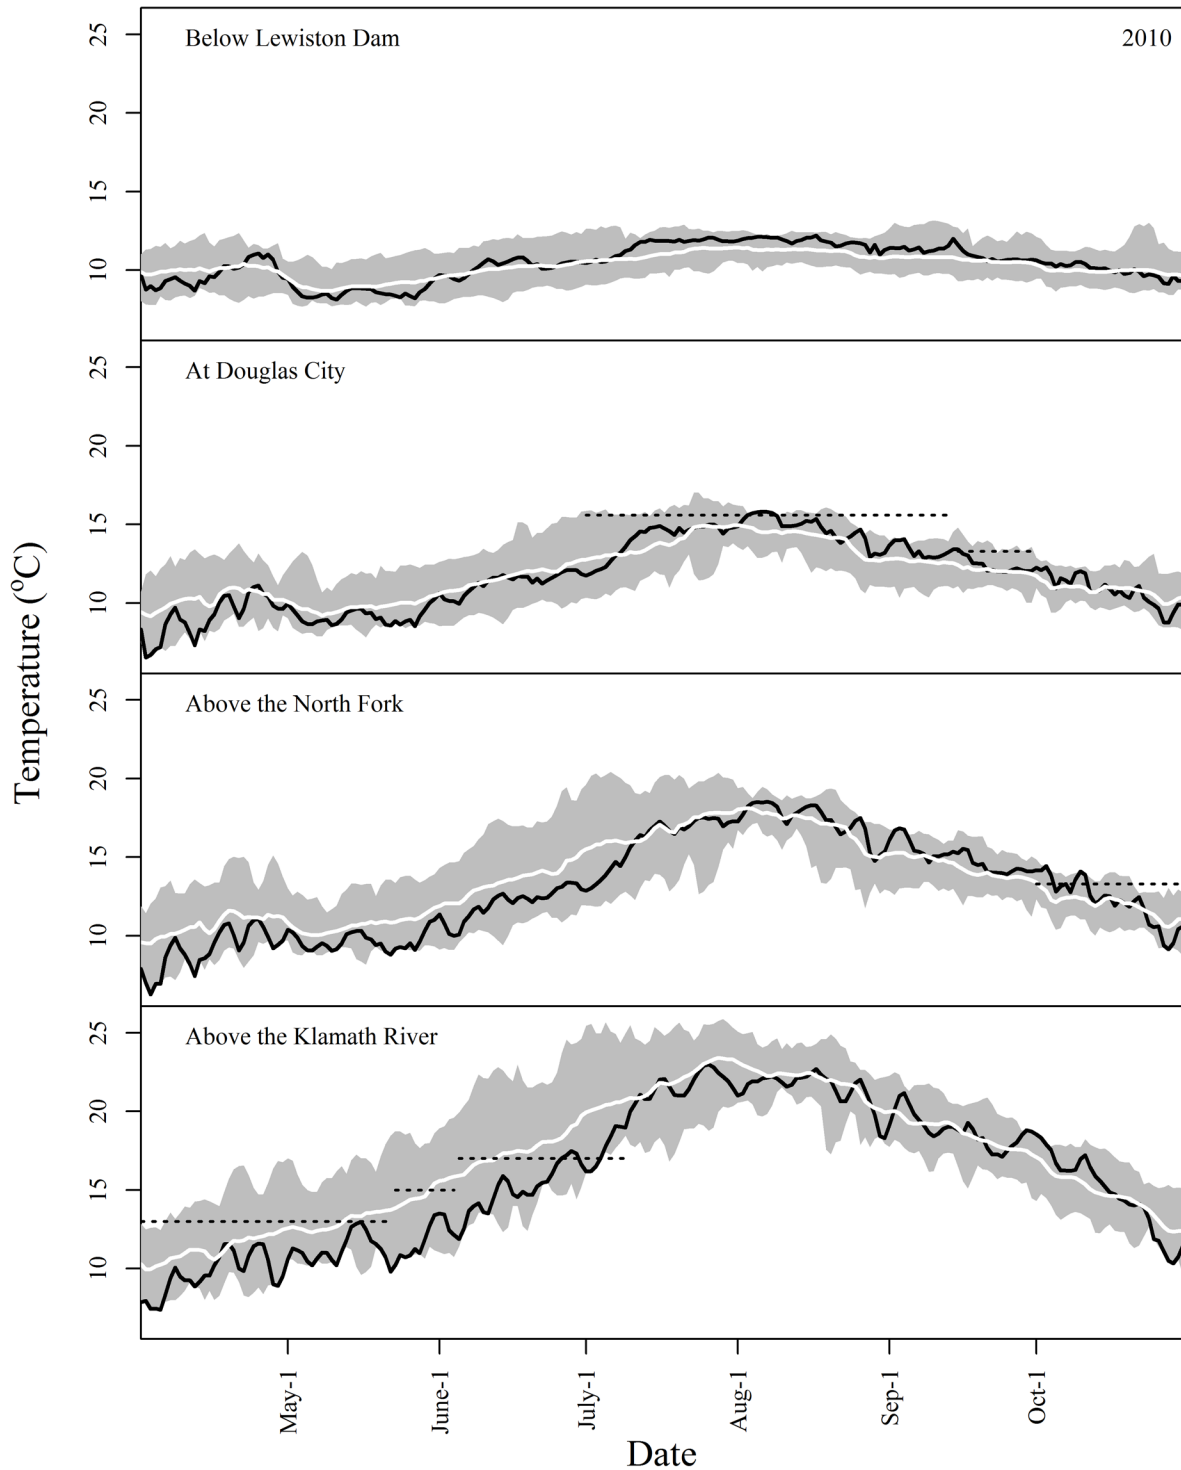 Below Lewiston Dam 2010
25
20
15
10
At Douglas City
25
20
15
10
Above the North Fork
25
20
15
10
Above the Klamath River
25
20
15
10
Temperature (°C)
May-1 June-1 July-1 Aug-1 Sep-1 Oct-1
Date